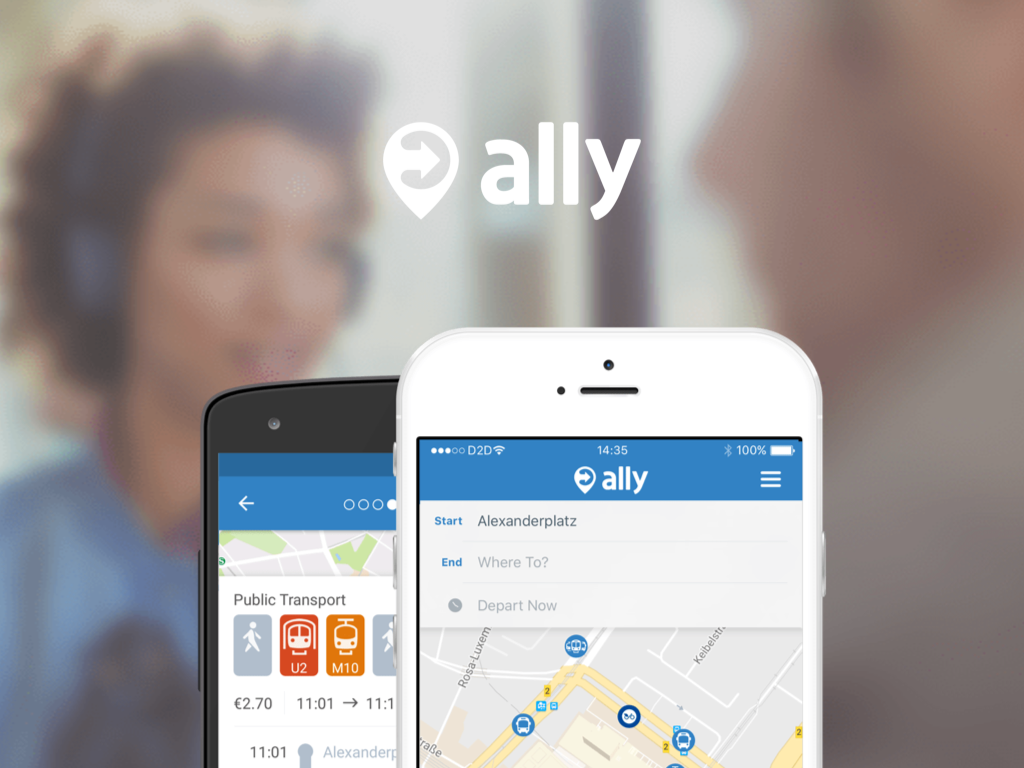 ally
D2D 14:35 100%
ally
Start Alexanderplatz
End Where To?
Depart Now
Public Transport
U2 M10
€2.70 11:01 → 11:1
11:01 Alexanderp
Rosa-Luxem
Keibelstr
raße
2
2
2